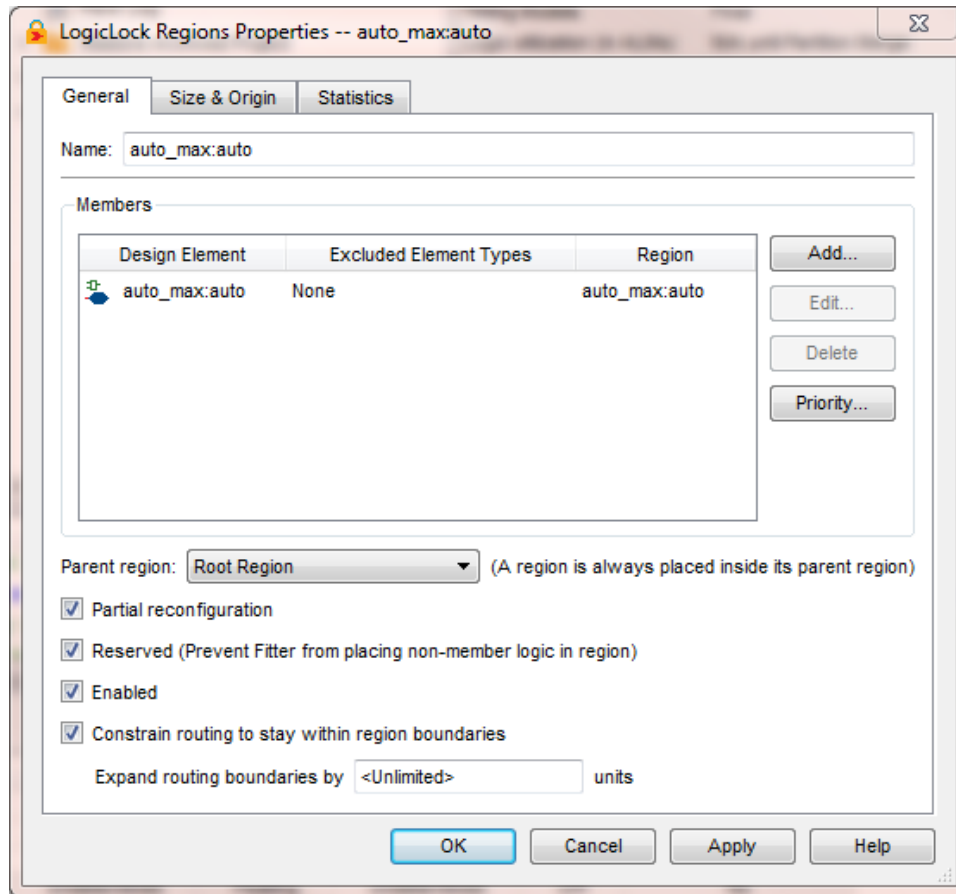 LogicLock Regions Properties -- auto_max:auto
General Size & Origin Statistics
Name: auto_max:auto
Members
Design Element Excluded Element Types Region Add...
auto_max:auto None auto_max:auto
Edit...
Delete
Priority...
Parent region: Root Region (A region is always placed inside its parent region)
Partial reconfiguration
Reserved (Prevent Fitter from placing non-member logic in region)
Enabled
Constrain routing to stay within region boundaries
Expand routing boundaries by <Unlimited> units
OK Cancel Apply Help